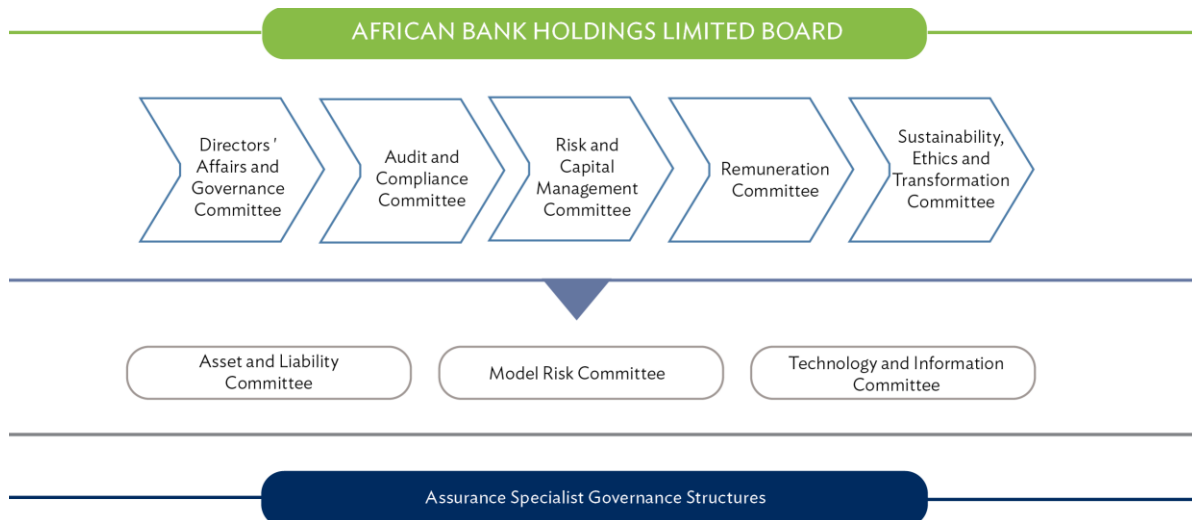 AFRICAN BANK HOLDINGS LIMITED BOARD
Directors'
Affairs and
Governance
Committee
Audit and
Compliance
Committee
Risk and
Capital
Management
Committee
Remuneration
Committee
Sustainability,
Ethics and
Transformation
Committee
Asset and Liability
Committee
Model Risk Committee
Technology and Information
Committee
Assurance Specialist Governance Structures